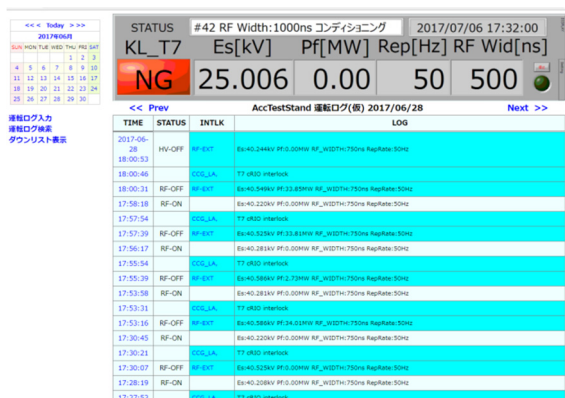 << < Today > >>
2017年06月
SUN MON TUE WED THU FRI SAT
1 2 3
4 5 6 7 8 9 10
11 12 13 14 15 16 17
18 19 20 21 22 23 24
25 26 27 28 29 30
運転ログ入力
運転ログ検索
ダウンリスト表示
STATUS #42 RF Width:1000ns コンディショニング 2017/07/06 17:32:00
KL_T7 Es[kV] Pf[MW] Rep[Hz] RF Wid[ns]
NG 25.006 0.00 50 500
<< Prev AccTestStand 運転ログ(仮) 2017/06/28 Next >>
TIME STATUS INTLK LOG
2017-06-28 18:00:53 HV-OFF RF-EXT Es:40.244kV Pf:0.00MW RF_WIDTH:750ns RepRate:50Hz
18:00:46 CCG_LA, T7 cRIO interlock
18:00:31 RF-OFF RF-EXT Es:40.549kV Pf:33.85MW RF_WIDTH:750ns RepRate:50Hz
17:58:18 RF-ON Es:40.220kV Pf:0.00MW RF_WIDTH:750ns RepRate:50Hz
17:57:54 CCG_LA, T7 cRIO interlock
17:57:39 RF-OFF RF-EXT Es:40.525kV Pf:33.81MW RF_WIDTH:750ns RepRate:50Hz
17:56:17 RF-ON Es:40.281kV Pf:0.00MW RF_WIDTH:750ns RepRate:50Hz
17:55:54 CCG_LA, T7 cRIO interlock
17:55:39 RF-OFF RF-EXT Es:40.586kV Pf:2.73MW RF_WIDTH:750ns RepRate:50Hz
17:53:58 RF-ON Es:40.281kV Pf:0.00MW RF_WIDTH:750ns RepRate:50Hz
17:53:31 CCG_LA, T7 cRIO interlock
17:53:16 RF-OFF RF-EXT Es:40.586kV Pf:34.01MW RF_WIDTH:750ns RepRate:50Hz
17:30:45 RF-ON Es:40.220kV Pf:0.00MW RF_WIDTH:750ns RepRate:50Hz
17:30:21 CCG_LA, T7 cRIO interlock
17:30:07 RF-OFF RF-EXT Es:40.525kV Pf:0.00MW RF_WIDTH:750ns RepRate:50Hz
17:28:19 RF-ON Es:40.208kV Pf:0.00MW RF_WIDTH:750ns RepRate:50Hz